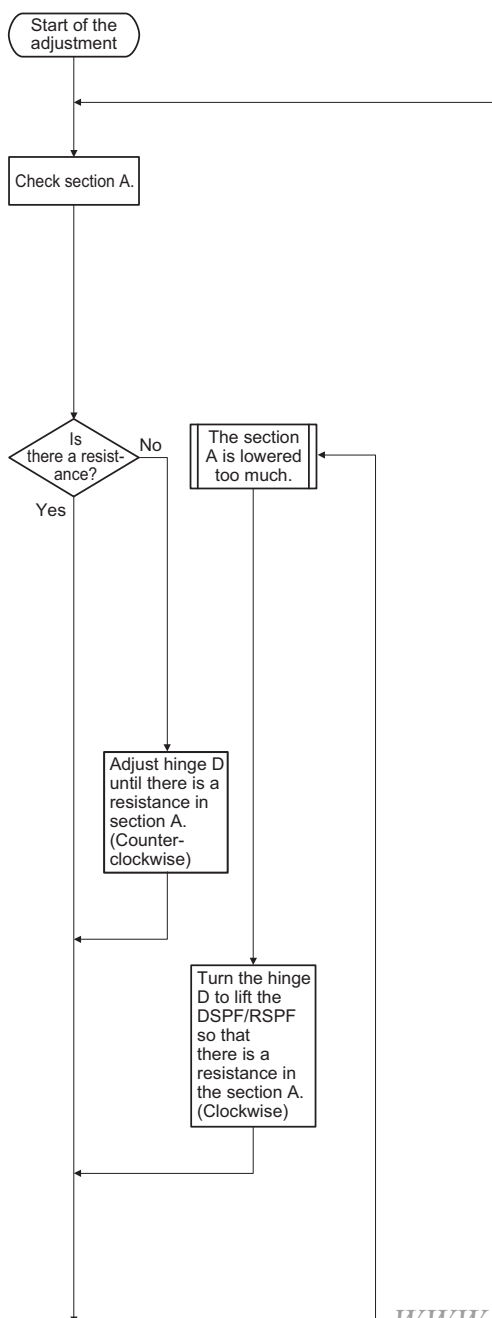 Start of the
adjustment
Check section A.
Is
there a resist-
ance?
No
Yes
The section
A is lowered
too much.
Adjust hinge D
until there is a
resistance in
section A.
(Counter-
clockwise)
Turn the hinge
D to lift the
DSPF/RSPF
so that
there is a
resistance in
the section A.
(Clockwise)